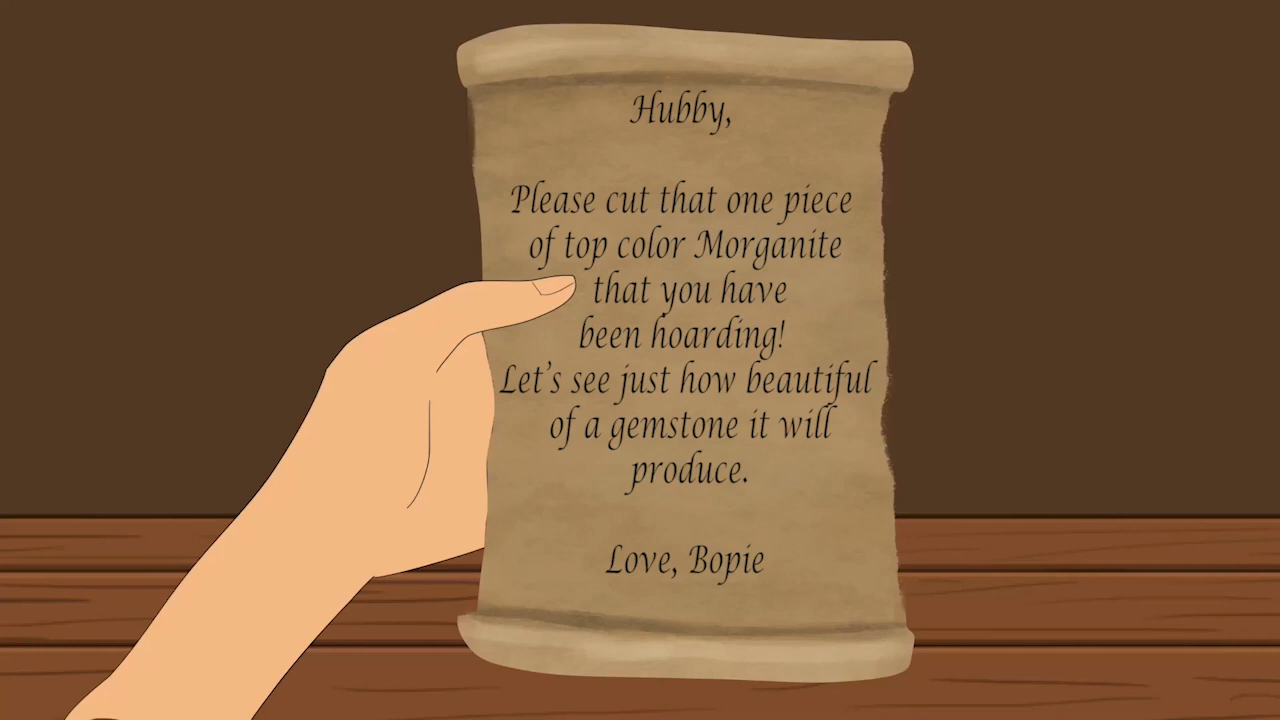 Hubby,
Please cut that one piece
of top color Morganite
that you have
been hoarding!
Let's see just how beautiful
of a gemstone it will
produce.
Love, Bopie